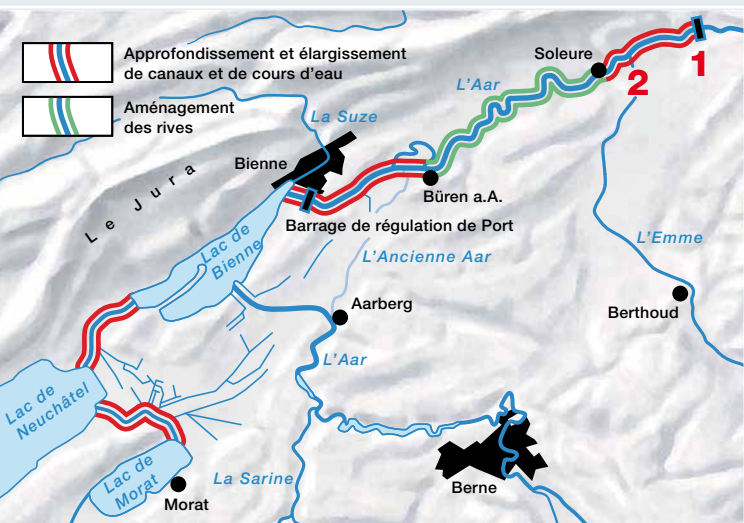 Approfondissement et élargissement
de canaux et de cours d'eau
Aménagement
des rives
Soleure
1
2
L'Aar
La Suze
Bienne
Le Jura
Büren a.A.
Barrage de régulation de Port
Lac de
Bienne
L'Ancienne Aar
L'Emme
Aarberg
Berthoud
L'Aar
Lac de
Neuchâtel
Lac de
Morat
La Sarine
Morat
Berne